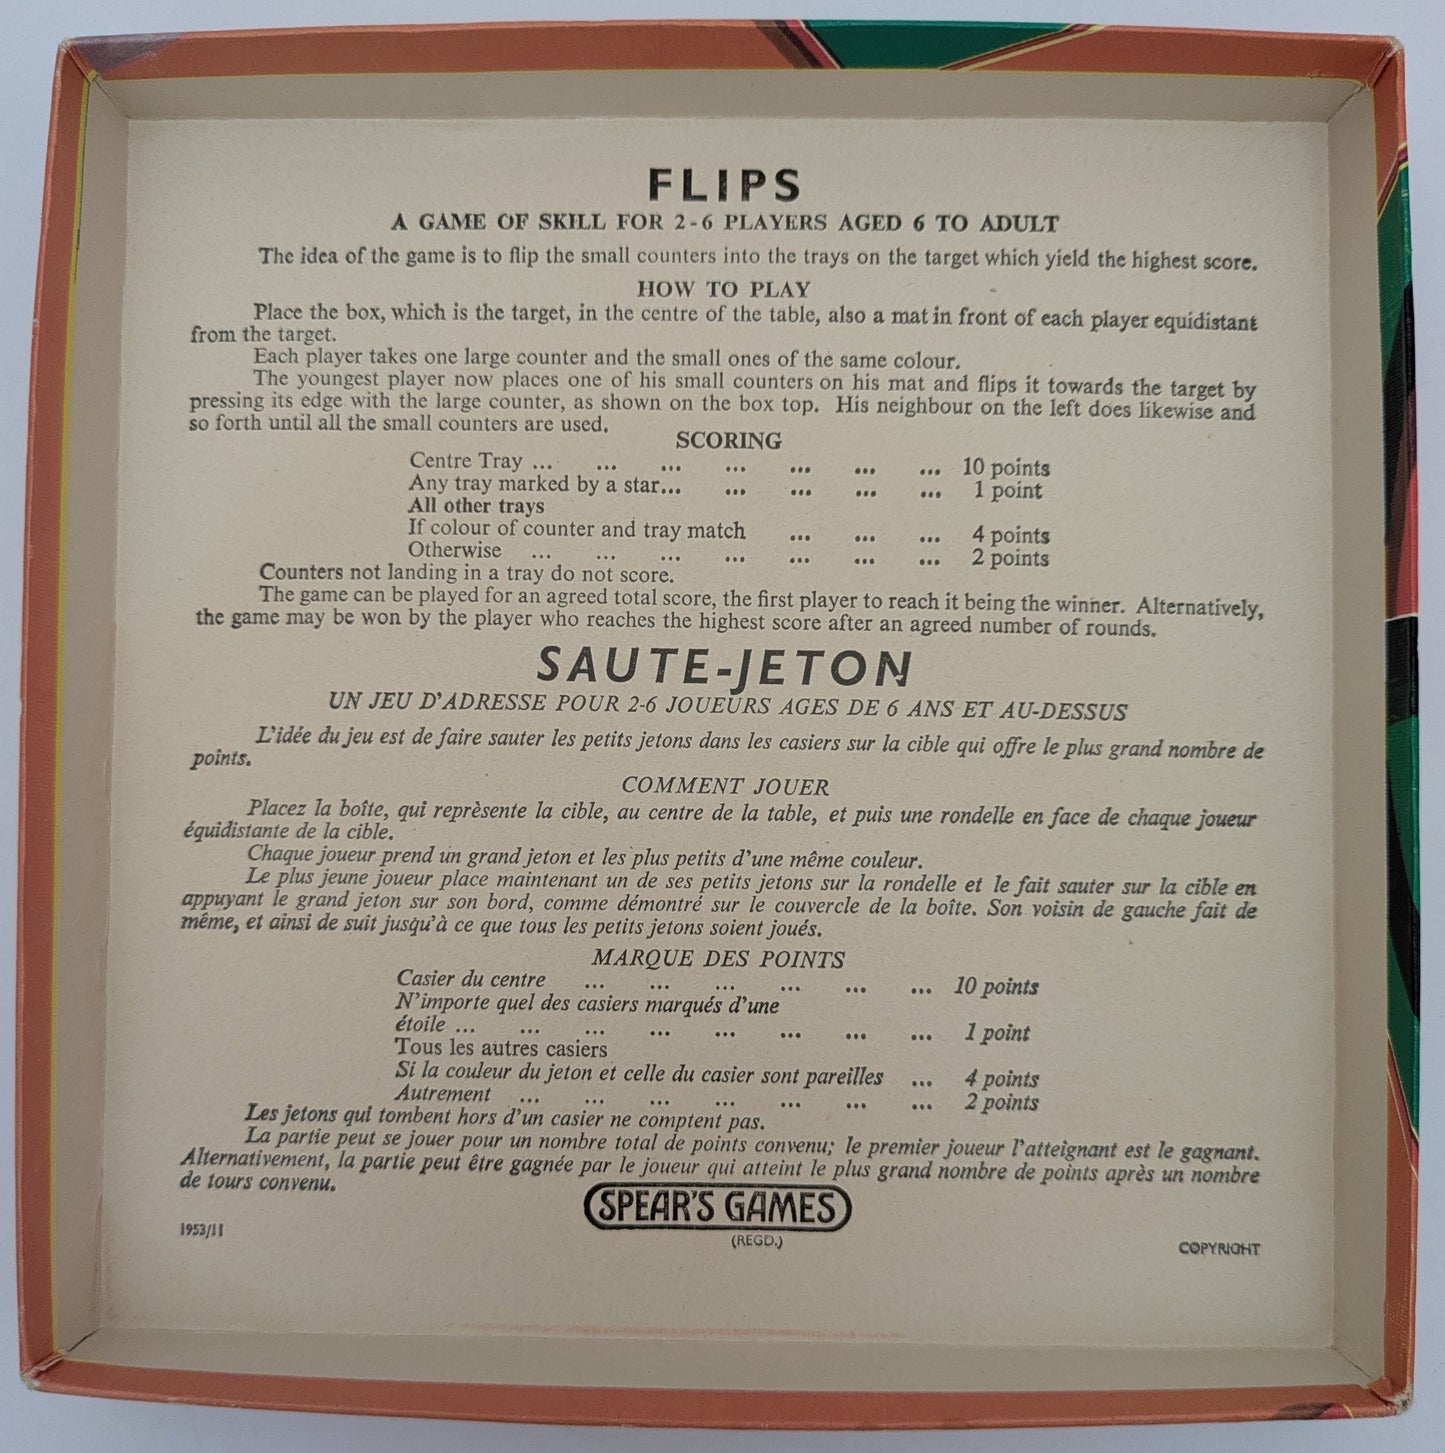 FLIPS
A GAME OF SKILL FOR 2-6 PLAYERS AGED 6 TO ADULT
The idea of the game is to flip the small counters into the trays on the target which yield the highest score.
HOW TO PLAY
Place the box, which is the target, in the centre of the table, also a mat in front of each player equidistant
from the target.
Each player takes one large counter and the small ones of the same colour.
The youngest player now places one of his small counters on his mat and flips it towards the target by
pressing its edge with the large counter, as shown on the box top. His neighbour on the left does likewise and
so forth until all the small counters are used.
SCORING
Centre Tray ... ... ... ... ... ... ... 10 points
Any tray marked by a star... ... ... ... ... 1 point
All other trays
If colour of counter and tray match ... ... ... 4 points
Otherwise ... ... ... ... ... ... ... 2 points
Counters not landing in a tray do not score.
The game can be played for an agreed total score, the first player to reach it being the winner. Alternatively,
the game may be won by the player who reaches the highest score after an agreed number of rounds.
SAUTE-JETON
UN JEU D'ADRESSE POUR 2-6 JOUEURS AGES DE 6 ANS ET AU-DESSUS
L'idée du jeu est de faire sauter les petits jetons dans les casiers sur la cible qui offre le plus grand nombre de
points.
COMMENT JOUER
Placez la boîte, qui reprèsente la cible, au centre de la table, et puis une rondelle en face de chaque joueur
équidistante de la cible.
Chaque joueur prend un grand jeton et les plus petits d'une même couleur.
Le plus jeune joueur place maintenant un de ses petits jetons sur la rondelle et le fait sauter sur la cible en
appuyant le grand jeton sur son bord, comme démontré sur le couvercle de la boîte. Son voisin de gauche fait de
même, et ainsi de suit jusqu'à ce que tous les petits jetons soient joués.
MARQUE DES POINTS
Casier du centre ... ... ... ... ... ... 10 points
N'importe quel des casiers marqués d'une
étoile ... ... ... ... ... ... ... ... 1 point
Tous les autres casiers
Si la couleur du jeton et celle du casier sont pareilles ... 4 points
Autrement ... ... ... ... ... ... ... 2 points
Les jetons qui tombent hors d'un casier ne comptent pas.
La partie peut se jouer pour un nombre total de points convenu; le premier joueur l'atteignant est le gagnant.
Alternativement, la partie peut être gagnée par le joueur qui atteint le plus grand nombre de points après un nombre
de tours convenu.
SPEAR'S GAMES
(REGD.)
1953/11
COPYRIGHT